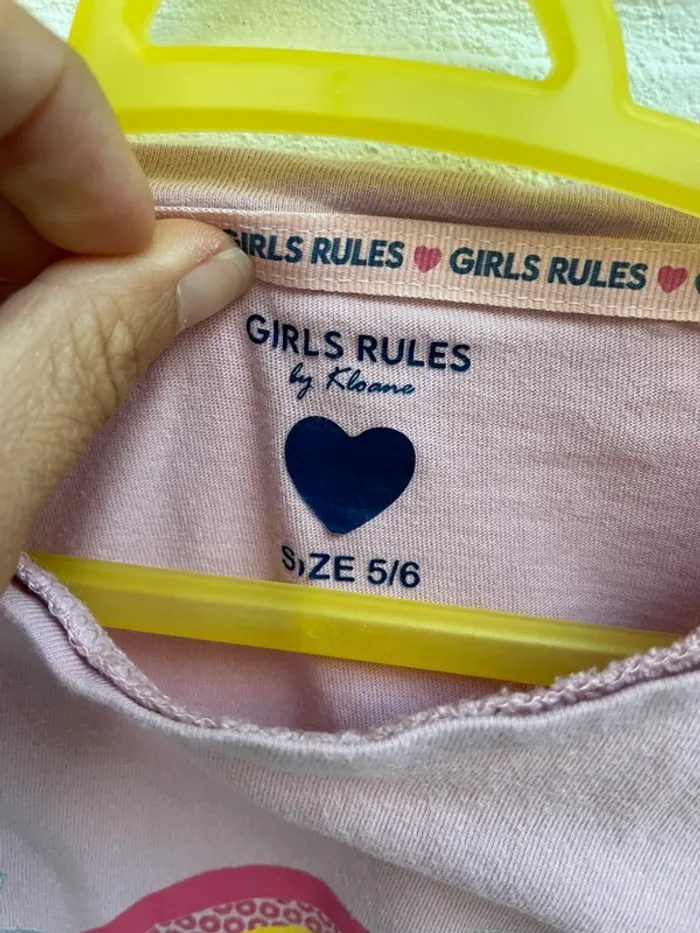 GIRLS RULES ♥ GIRLS RULES ♥
GIRLS RULES
by Kloane
SIZE 5/6